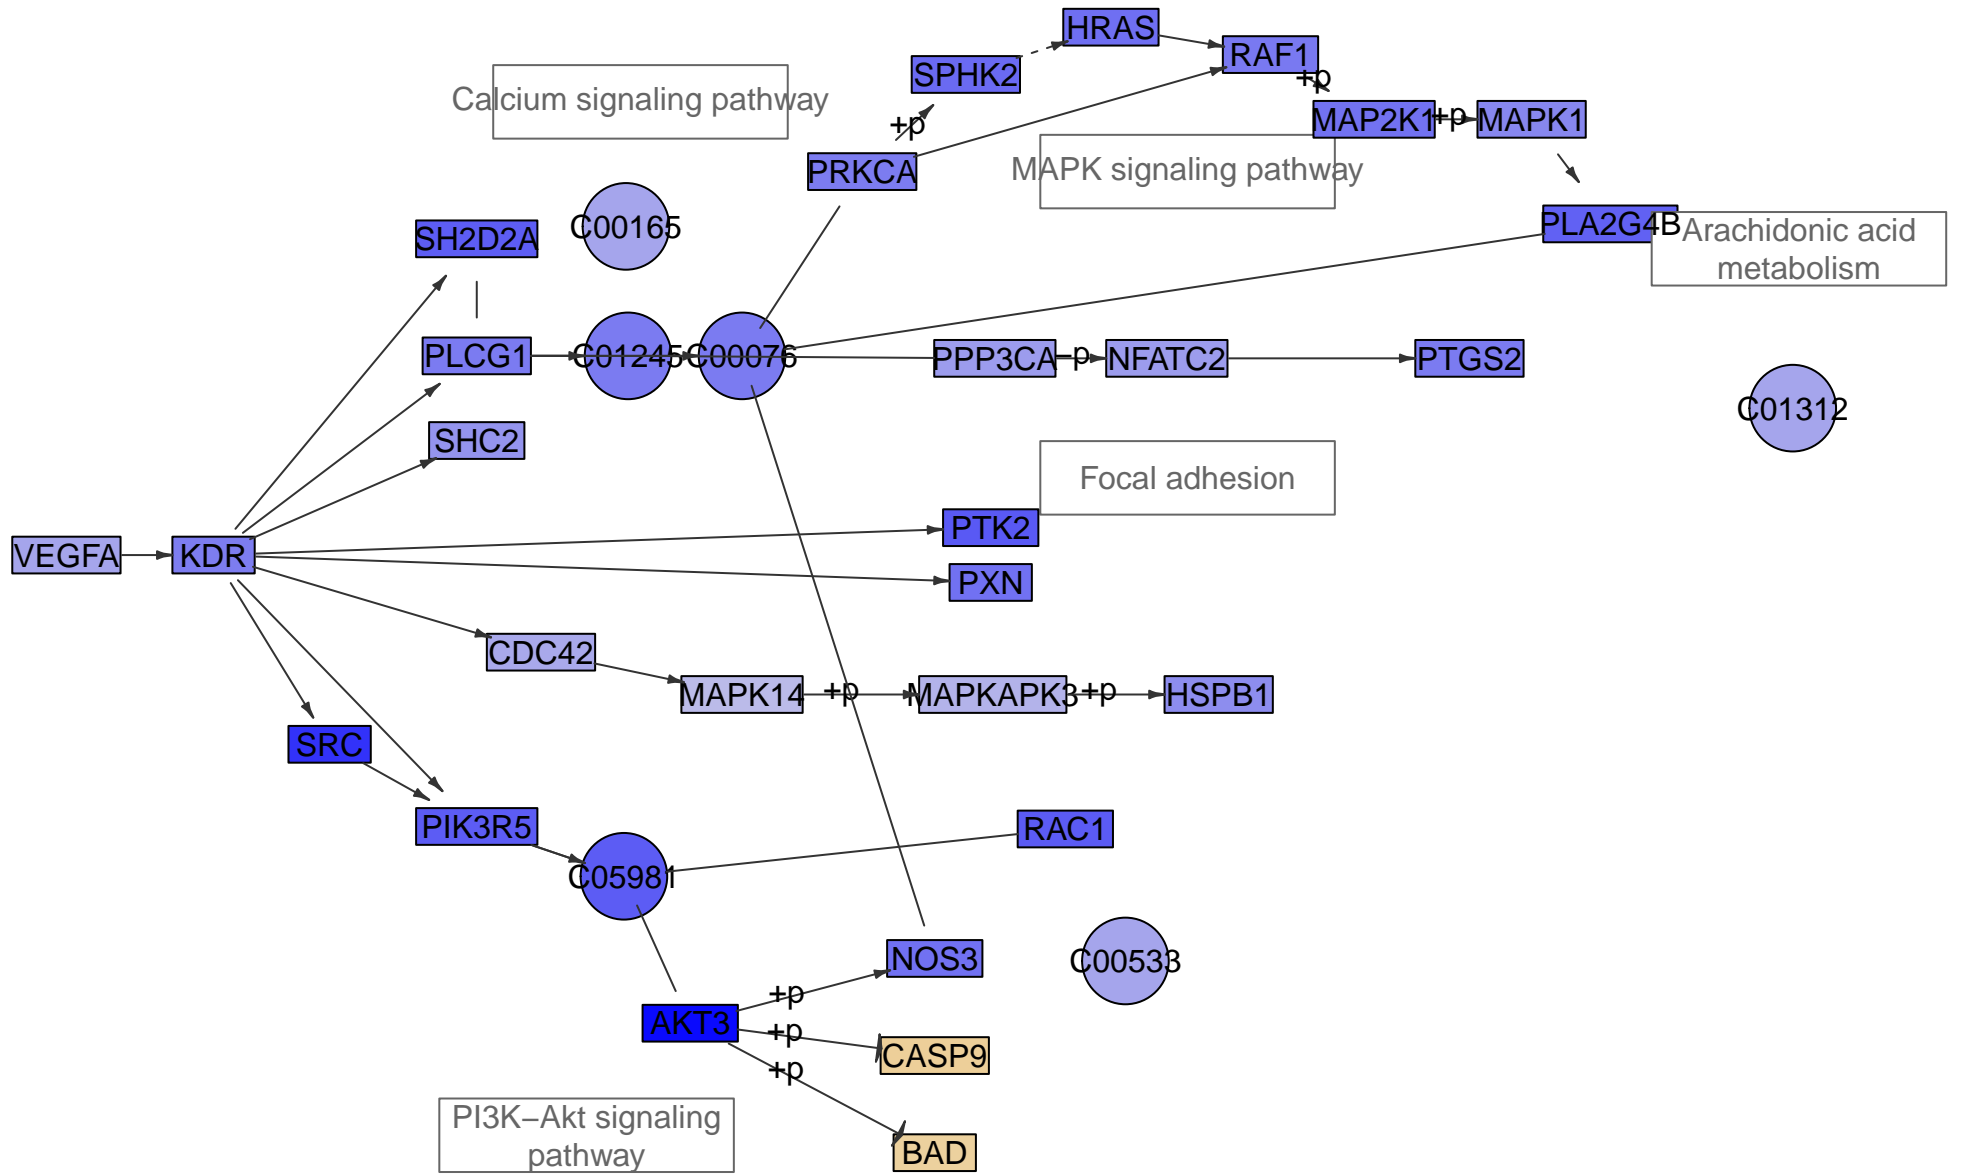 HRAS
RAF1
+p
SPHK2
Calcium signaling pathway
+p
MAP2K1
+p
MAPK1
PRKCA
MAPK signaling pathway
C00165
SH2D2A
PLA2G4B
Arachidonic acid
metabolism
PLCG1
C01245
C00076
PPP3CA
−p
NFATC2
PTGS2
C01312
SHC2
Focal adhesion
PTK2
VEGFA
KDR
PXN
CDC42
MAPK14
+p
MAPKAPK3
+p
HSPB1
SRC
PIK3R5
RAC1
C05981
NOS3
C00533
+p
AKT3
+p
CASP9
+p
PI3K−Akt signaling
pathway
BAD